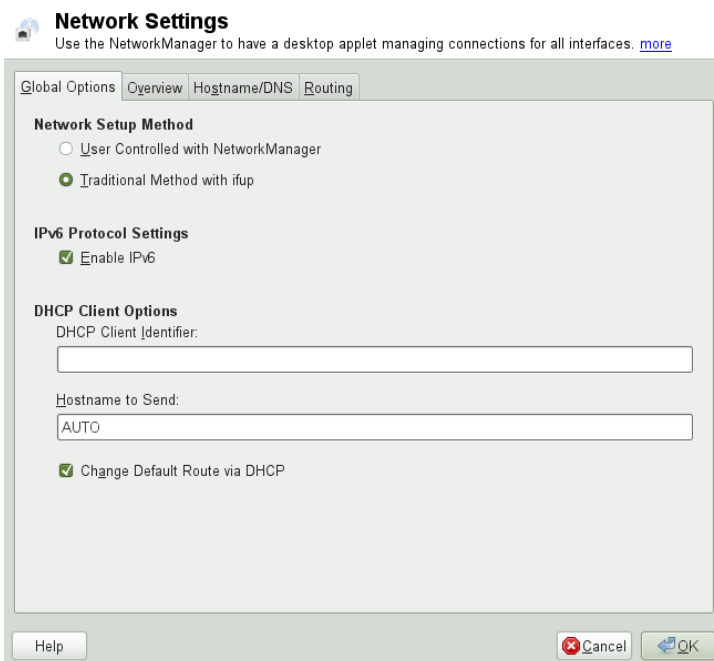 Network Settings
Use the NetworkManager to have a desktop applet managing connections for all interfaces. more
Global Options Overview Hostname/DNS Routing
Network Setup Method
User Controlled with NetworkManager
Traditional Method with ifup
IPv6 Protocol Settings
Enable IPv6
DHCP Client Options
DHCP Client Identifier:
Hostname to Send:
AUTO
Change Default Route via DHCP
Help Cancel OK